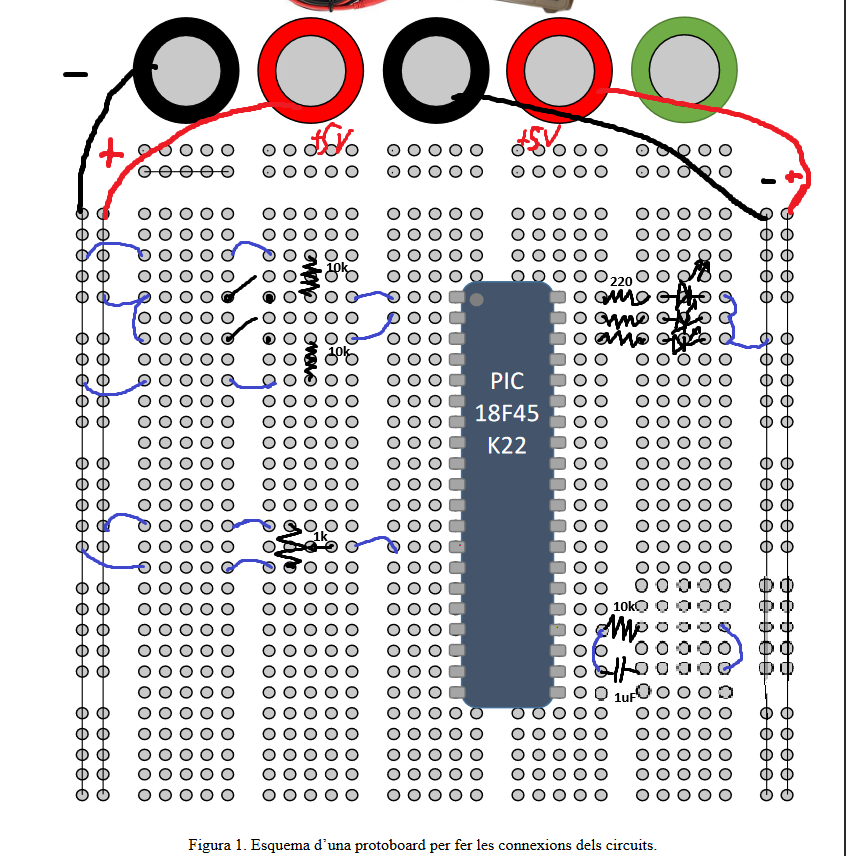 −
+
+5V
+5V
− +
10k
220
10k
PIC
18F45
K22
1k
10k
1uF
Figura 1. Esquema d’una protoboard per fer les connexions dels circuits.